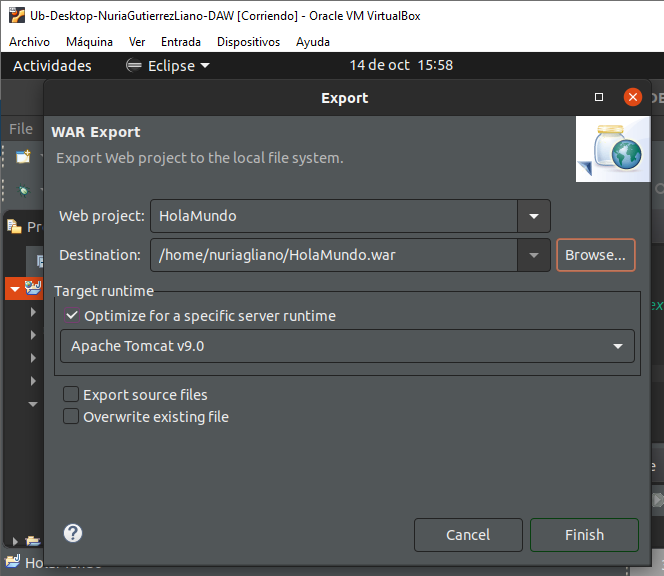 Ub-Desktop-NuriaGutierrezLiano-DAW [Corriendo] - Oracle VM VirtualBox
Archivo Máquina Ver Entrada Dispositivos Ayuda
Actividades Eclipse 14 de oct 15:58
Export
File
WAR Export
Export Web project to the local file system.
Web project: HolaMundo
Destination: /home/nuriagliano/HolaMundo.war Browse...
Target runtime
Optimize for a specific server runtime
Apache Tomcat v9.0
Export source files
Overwrite existing file
Cancel Finish